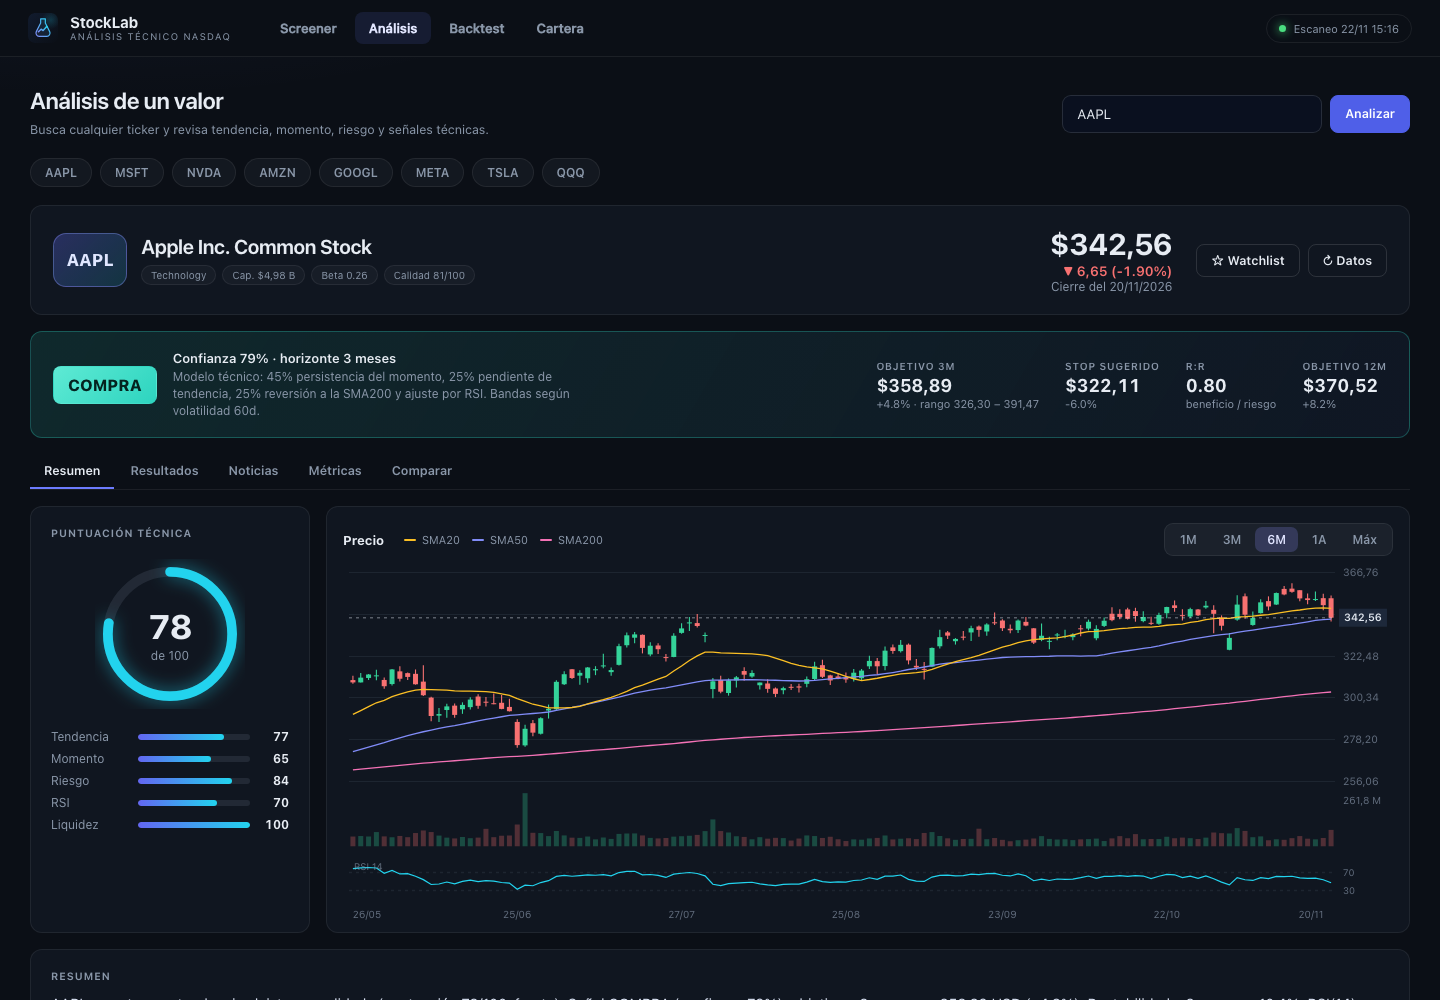 StockLab
ANÁLISIS TÉCNICO NASDAQ
Screener
Análisis
Backtest
Cartera
Escaneo 22/11 15:16
Análisis de un valor
Busca cualquier ticker y revisa tendencia, momento, riesgo y señales técnicas.
AAPL
Analizar
AAPL
MSFT
NVDA
AMZN
GOOGL
META
TSLA
QQQ
AAPL
Apple Inc. Common Stock
Technology
Cap. $4,98 B
Beta 0.26
Calidad 81/100
$342,56
▼ 6,65 (-1.90%)
Cierre del 20/11/2026
☆ Watchlist
↻ Datos
COMPRA
Confianza 79% · horizonte 3 meses
Modelo técnico: 45% persistencia del momento, 25% pendiente de
tendencia, 25% reversión a la SMA200 y ajuste por RSI. Bandas según
volatilidad 60d.
OBJETIVO 3M
$358,89
+4.8% · rango 326,30 – 391,47
STOP SUGERIDO
$322,11
-6.0%
R:R
0.80
beneficio / riesgo
OBJETIVO 12M
$370,52
+8.2%
Resumen
Resultados
Noticias
Métricas
Comparar
PUNTUACIÓN TÉCNICA
78
de 100
Tendencia 77
Momento 65
Riesgo 84
RSI 70
Liquidez 100
Precio
SMA20
SMA50
SMA200
1M
3M
6M
1A
Máx
366,76
342,56
322,48
300,34
278,20
256,06
261,8 M
RSI 14
70
30
26/05
25/06
27/07
25/08
23/09
22/10
20/11
RESUMEN